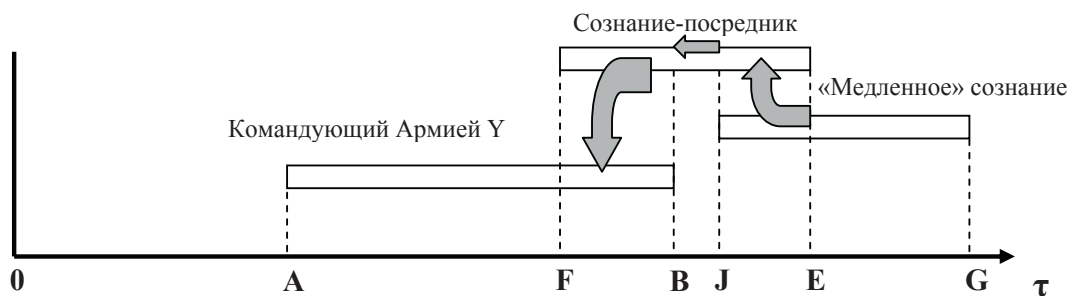 Сознание-посредник
«Медленное» сознание
Командующий Армией Y
0 A F B J E G τ